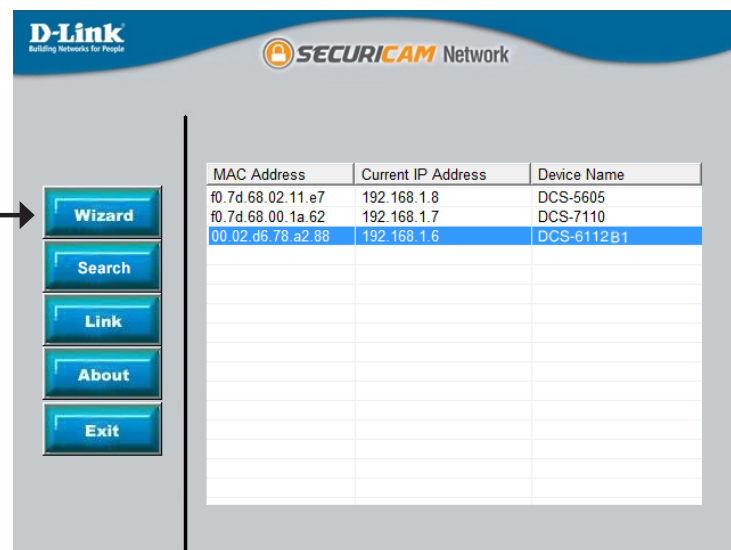 D-Link
Building Networks for People
SECURICAM Network
MAC Address Current IP Address Device Name
f0.7d.68.02.11.e7 192.168.1.8 DCS-5605
f0.7d.68.00.1a.62 192.168.1.7 DCS-7110
00.02.d6.78.a2.88 192.168.1.6 DCS-6112B1
Wizard
Search
Link
About
Exit